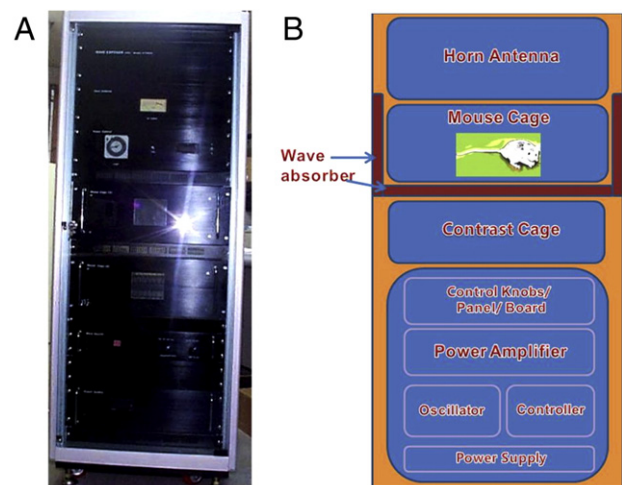 A
B
Horn Antenna
Mouse Cage
Wave
absorber
Contrast Cage
Control Knobs/
Panel/ Board
Power Amplifier
Oscillator
Controller
Power Supply